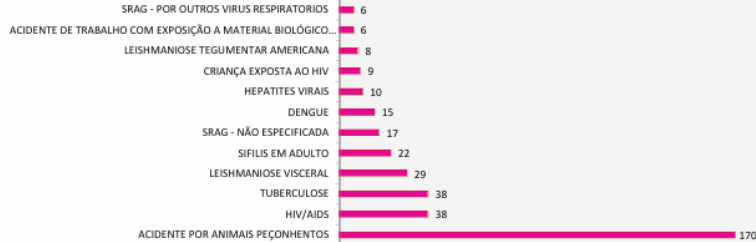 SRAG - POR OUTROS VIRUS RESPIRATORIOS 6
ACIDENTE DE TRABALHO COM EXPOSIÇÃO A MATERIAL BIOLÓGICO... 6
LEISHMANIOSE TEGUMENTAR AMERICANA 8
CRIANÇA EXPOSTA AO HIV 9
HEPATITES VIRAIS 10
DENGUE 15
SRAG - NÃO ESPECIFICADA 17
SIFILIS EM ADULTO 22
LEISHMANIOSE VISCERAL 29
TUBERCULOSE 38
HIV/AIDS 38
ACIDENTE POR ANIMAIS PEÇONHENTOS 170